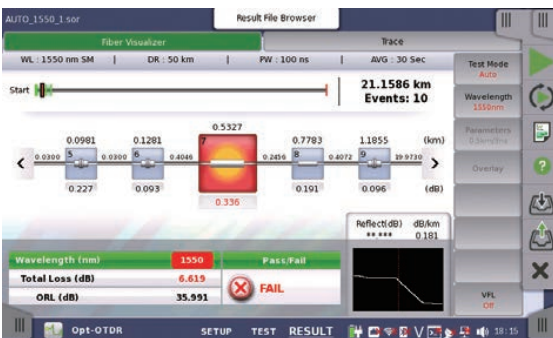 AUTO_1550_1.sor
Result File Browser
Fiber Visualizer
Trace
WL : 1550 nm SM | DR : 50 km | PW : 100 ns | AVG : 30 Sec
Test Mode
Auto
Start
21.1586 km
Events: 10
Wavelength
1550nm
Parameters
Overlay
0.0981 0.1281 0.5327 0.7783 1.1855 (km)
0.0300 5 0.0300 6 0.4046 7 0.2456 8 0.4072 9 19.9730
0.227 0.093 0.336 0.191 0.096 (dB)
Reflect(dB) dB/km
**.*** 0.181
Wavelength (nm) 1550 Pass/Fail
Total Loss (dB) 6.619
FAIL
ORL (dB) 35.991
VFL
Off
Opt-OTDR SETUP TEST RESULT V 18:15